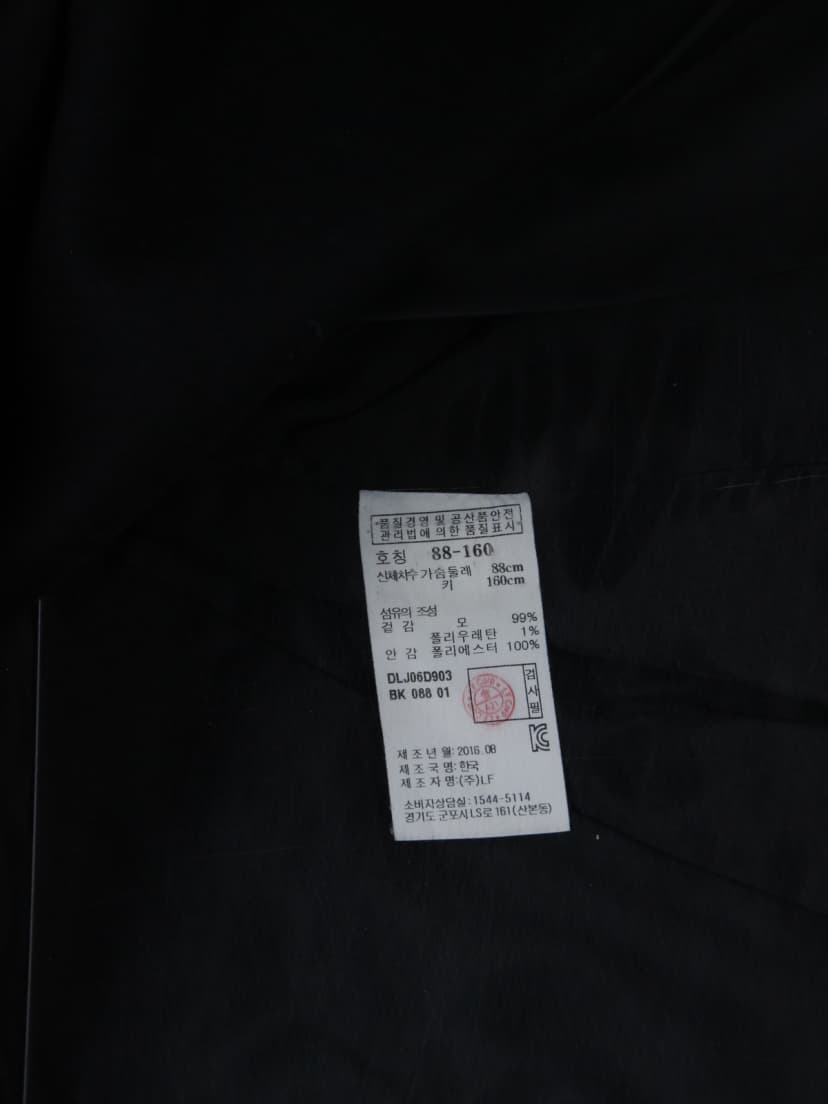 품질경영 및 공산품안전
관리법에 의한 품질표시
호칭 88-160
신체치수 가슴둘레 88cm
키 160cm
섬유의 조성
겉감 모 99%
폴리우레탄 1%
안감 폴리에스터 100%
DLJ06D903
BK 088 01
검사필
제조년월:2016.08
제조국명:한국
제조자명:(주)LF
소비자상담실:1544-5114
경기도 군포시 LS로 161(산본동)